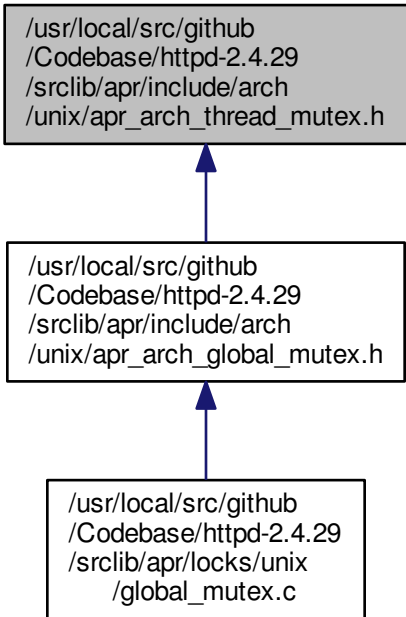 /usr/local/src/github
/Codebase/httpd-2.4.29
/srclib/apr/include/arch
/unix/apr_arch_thread_mutex.h
/usr/local/src/github
/Codebase/httpd-2.4.29
/srclib/apr/include/arch
/unix/apr_arch_global_mutex.h
/usr/local/src/github
/Codebase/httpd-2.4.29
/srclib/apr/locks/unix
/global_mutex.c